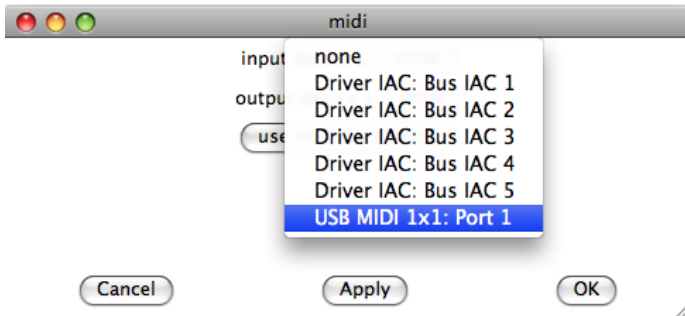 midi
input
none
Driver IAC: Bus IAC 1
outpu
Driver IAC: Bus IAC 2
use
Driver IAC: Bus IAC 3
Driver IAC: Bus IAC 4
Driver IAC: Bus IAC 5
USB MIDI 1x1: Port 1
Cancel
Apply
OK